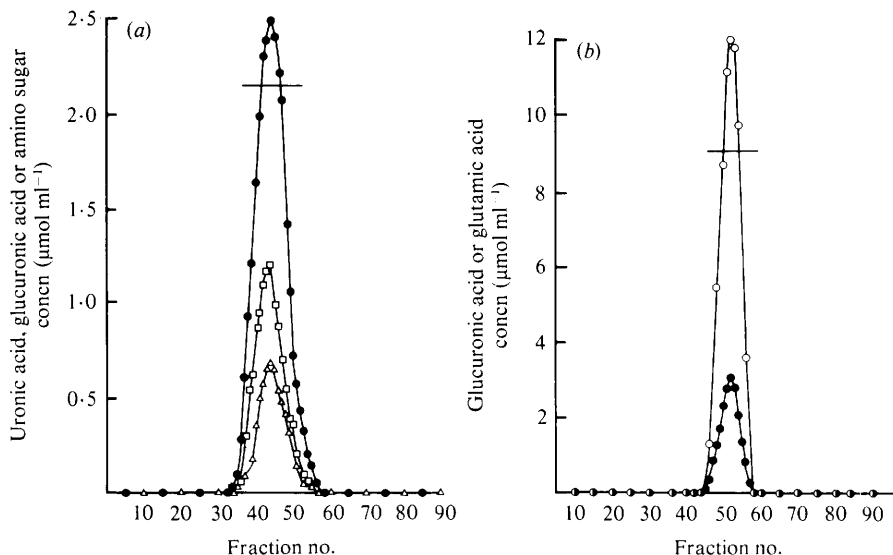 (a)
Uronic acid, glucuronic acid or amino sugar
concn (μmol ml⁻¹)
2·5
2·0
1·5
1·0
0·5
10 20 30 40 50 60 70 80 90
Fraction no.
(b)
Glucuronic acid or glutamic acid
concn (μmol ml⁻¹)
12
10
8
6
4
2
10 20 30 40 50 60 70 80 90
Fraction no.